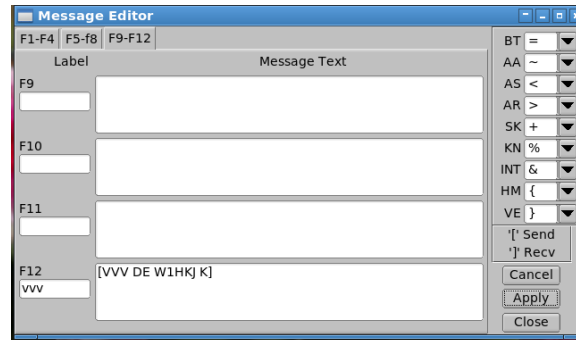 Message Editor
F1-F4 F5-f8 F9-F12
Label Message Text
F9
F10
F11
F12
vvv
[VVV DE W1HKJ K]
BT =
AA ~
AS <
AR >
SK +
KN %
INT &
HM {
VE }
'[' Send
']' Recv
Cancel
Apply
Close